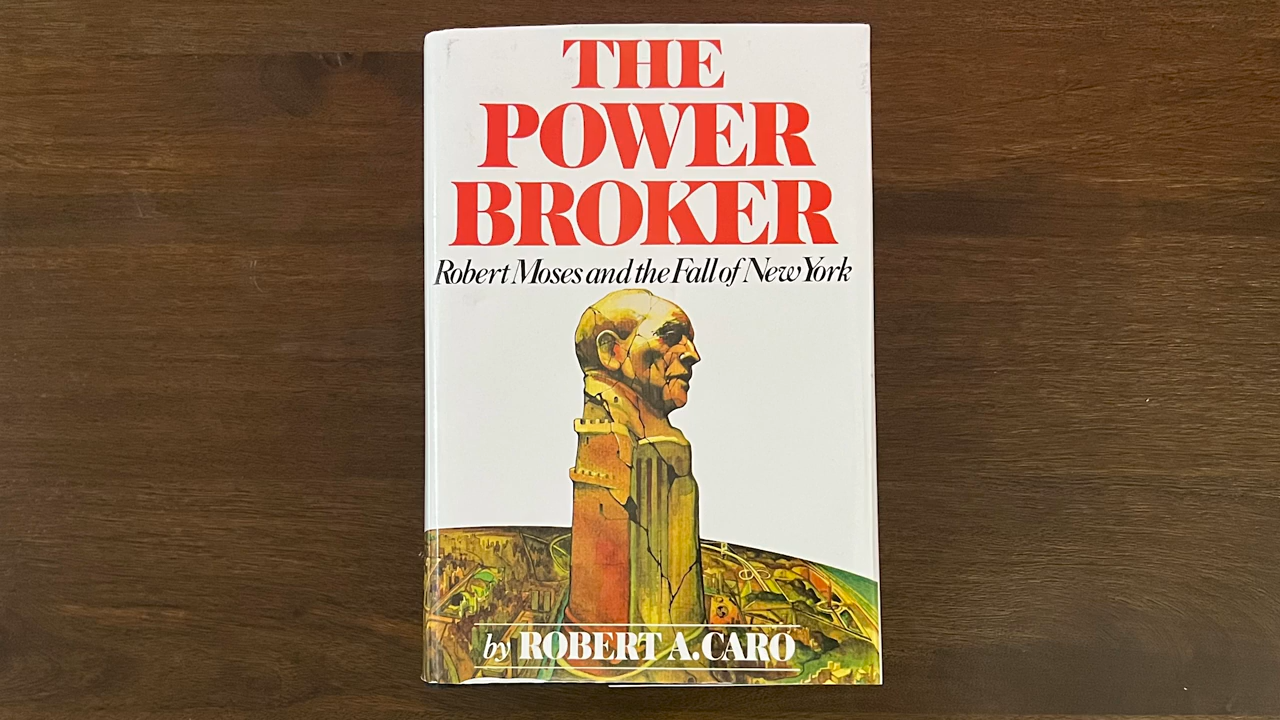 THE
POWER
BROKER
Robert Moses and the Fall of New York
by ROBERT A. CARO